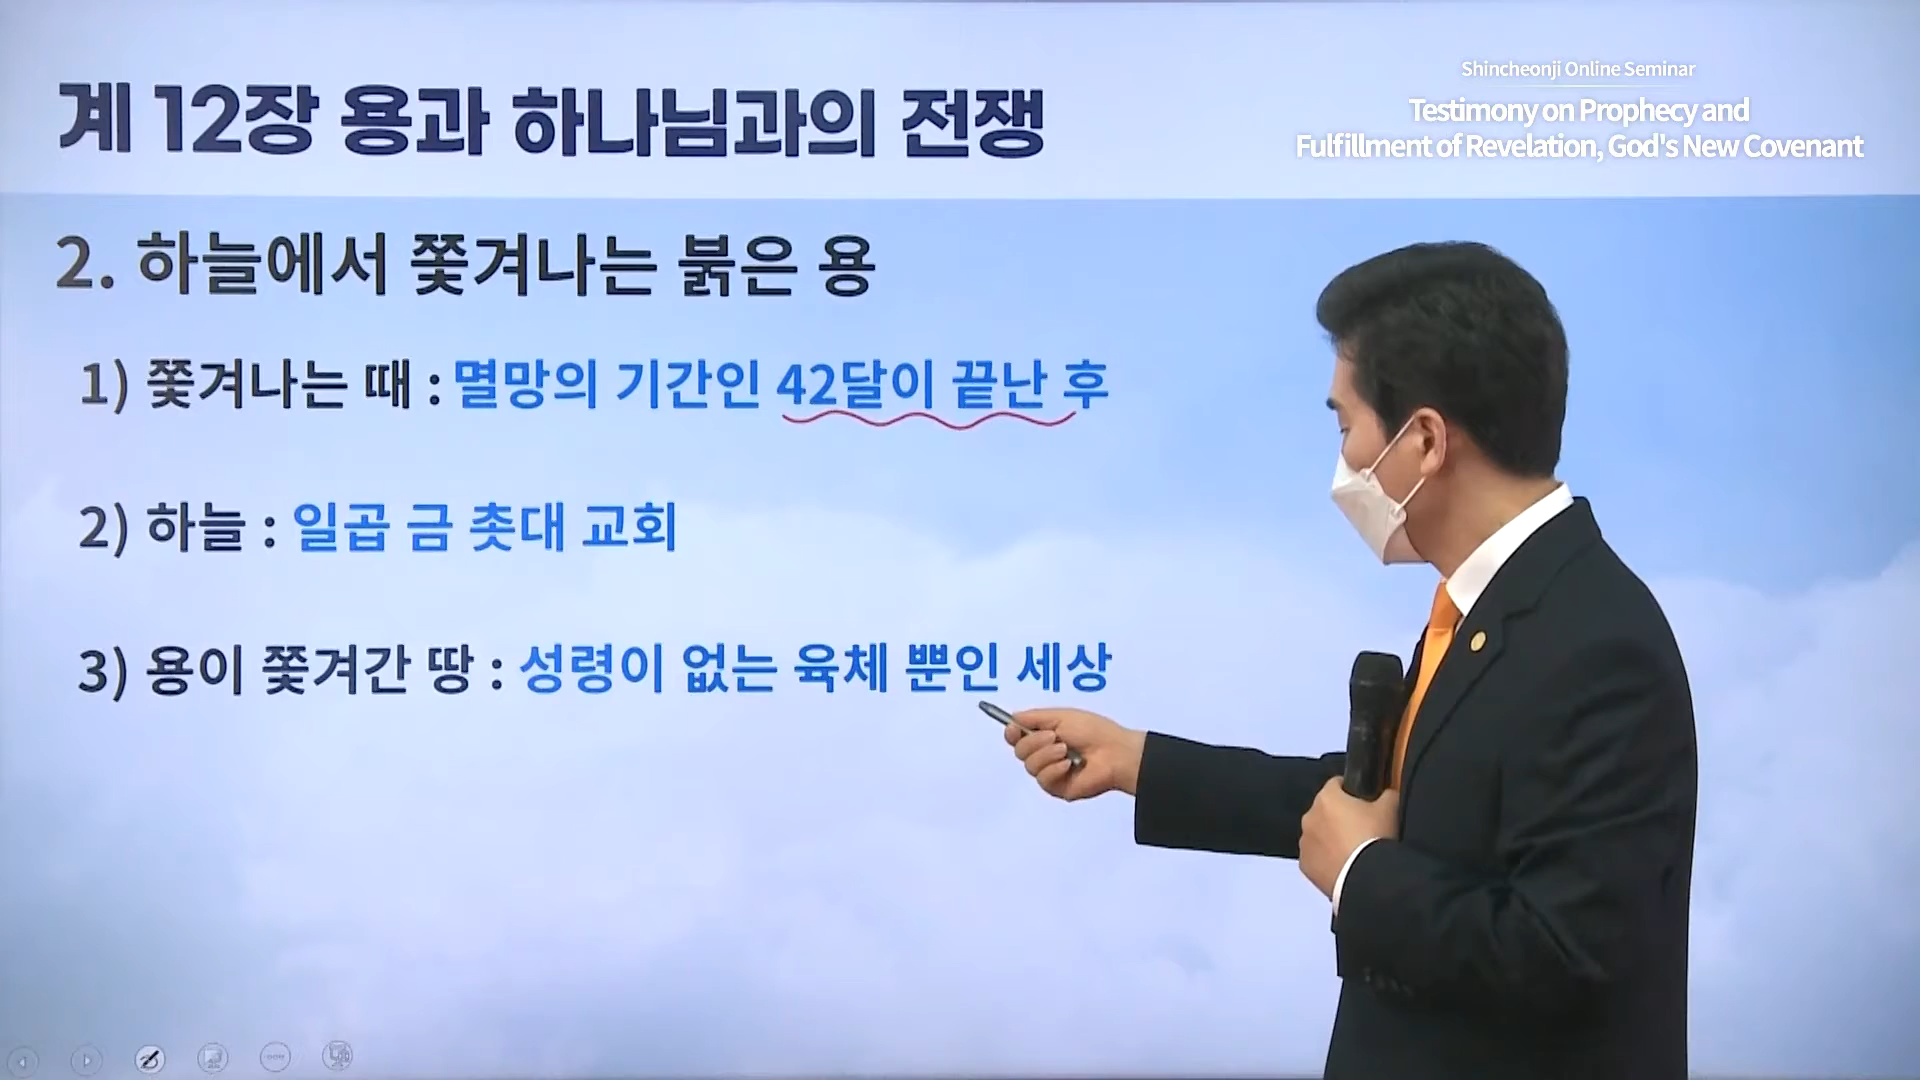 계 12장 용과 하나님과의 전쟁
Shincheonji Online Seminar
Testimony on Prophecy and
Fulfillment of Revelation, God's New Covenant
2. 하늘에서 쫓겨나는 붉은 용
1) 쫓겨나는 때 : 멸망의 기간인 42달이 끝난 후
2) 하늘 : 일곱 금 촛대 교회
3) 용이 쫓겨간 땅 : 성령이 없는 육체 뿐인 세상